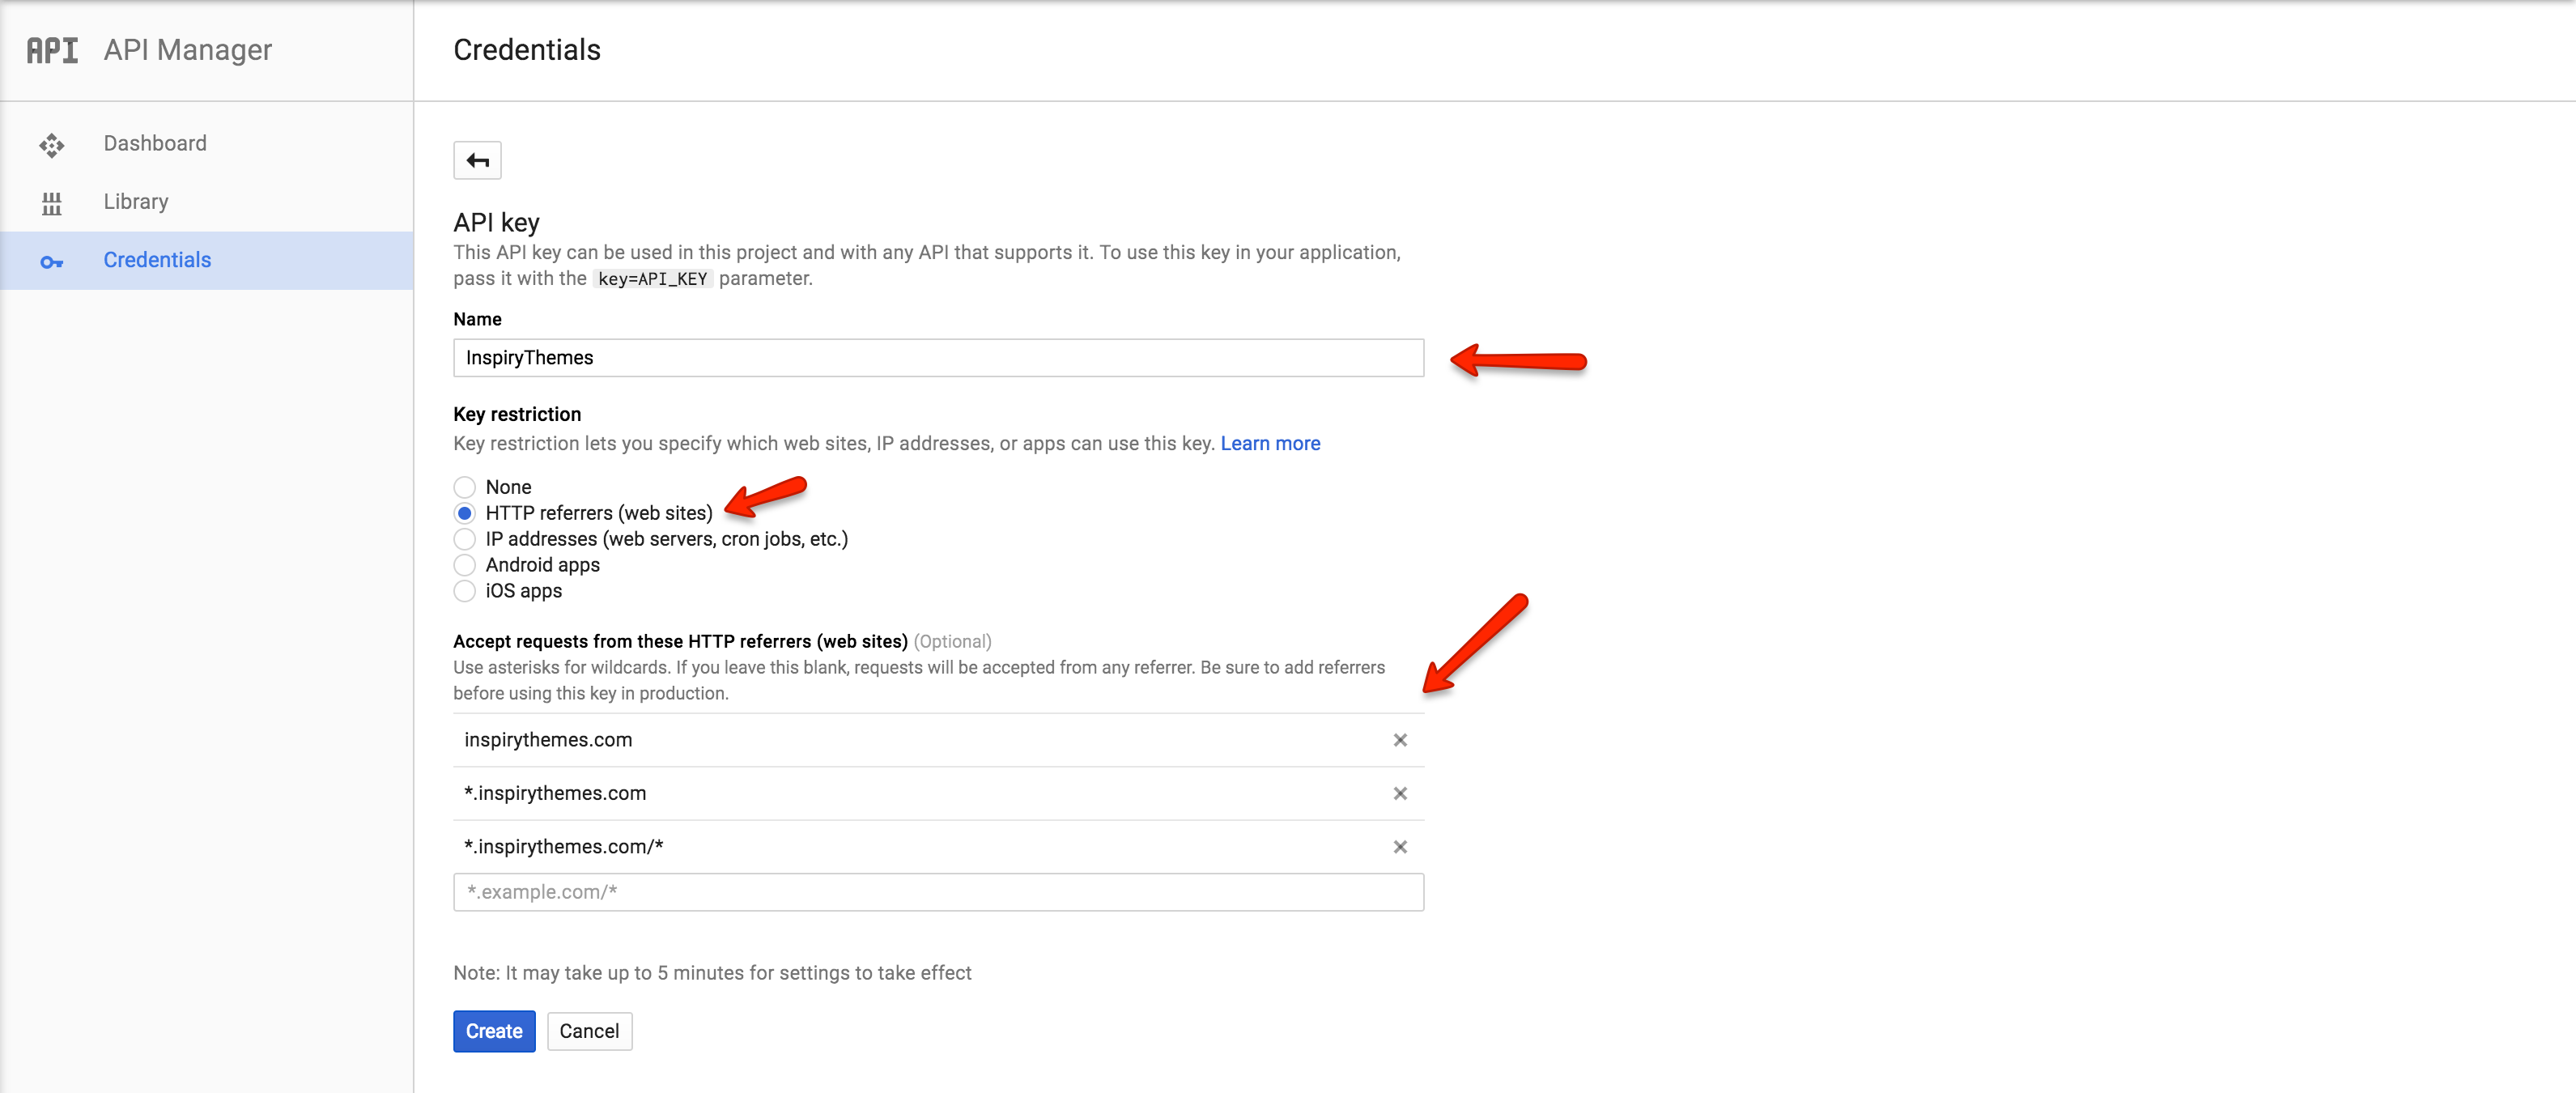 API API Manager
Credentials
Dashboard
Library
Credentials
API key
This API key can be used in this project and with any API that supports it. To use this key in your application,
pass it with the key=API_KEY parameter.
Name
InspiryThemes
Key restriction
Key restriction lets you specify which web sites, IP addresses, or apps can use this key. Learn more
None
HTTP referrers (web sites)
IP addresses (web servers, cron jobs, etc.)
Android apps
iOS apps
Accept requests from these HTTP referrers (web sites) (Optional)
Use asterisks for wildcards. If you leave this blank, requests will be accepted from any referrer. Be sure to add referrers
before using this key in production.
inspirythemes.com
*.inspirythemes.com
*.inspirythemes.com/*
*.example.com/*
Note: It may take up to 5 minutes for settings to take effect
Create Cancel